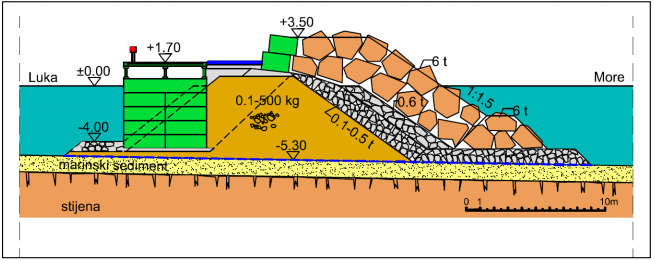 +3.50
+1.70
6 t
Luka
±0.00
More
1:1.5
0.1-500 kg
0.6 t
6 t
-4.00
0.1-0.5 t
-5.30
marinski sediment
stijena
0 1 10m